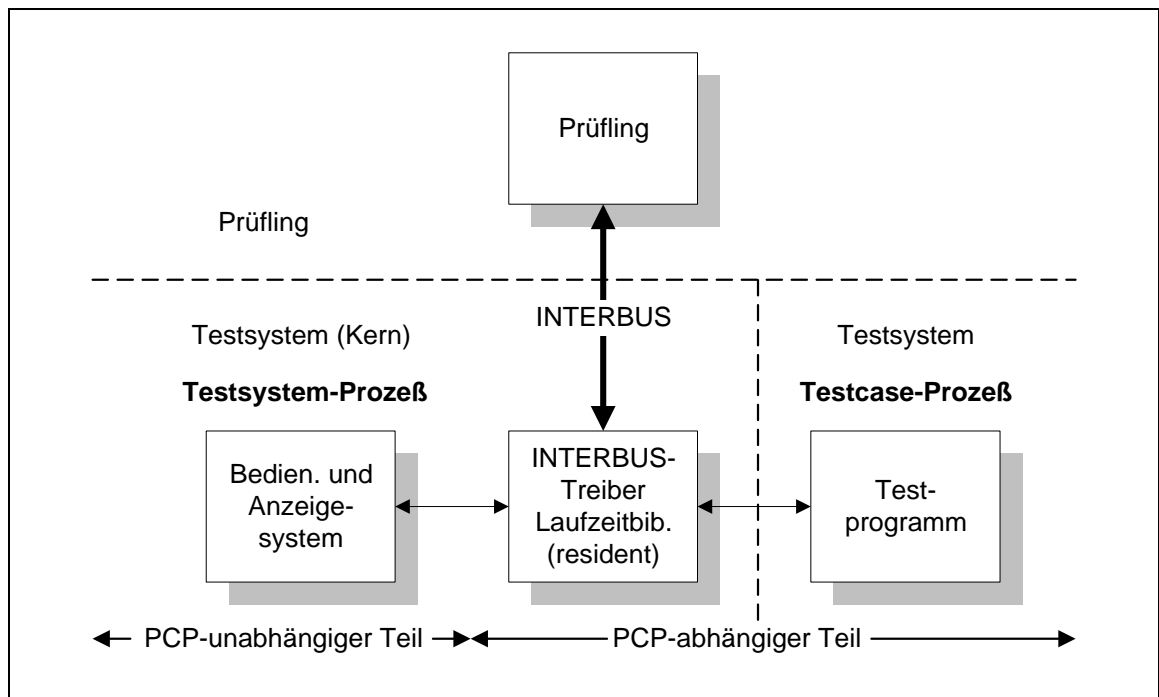 Prüfling
Prüfling
INTERBUS
Testsystem (Kern)
Testsystem
Testsystem-Prozeß
Testcase-Prozeß
Bedien. und
Anzeige-
system
INTERBUS-
Treiber
Laufzeitbib.
(resident)
Test-
programm
PCP-unabhängiger Teil
PCP-abhängiger Teil